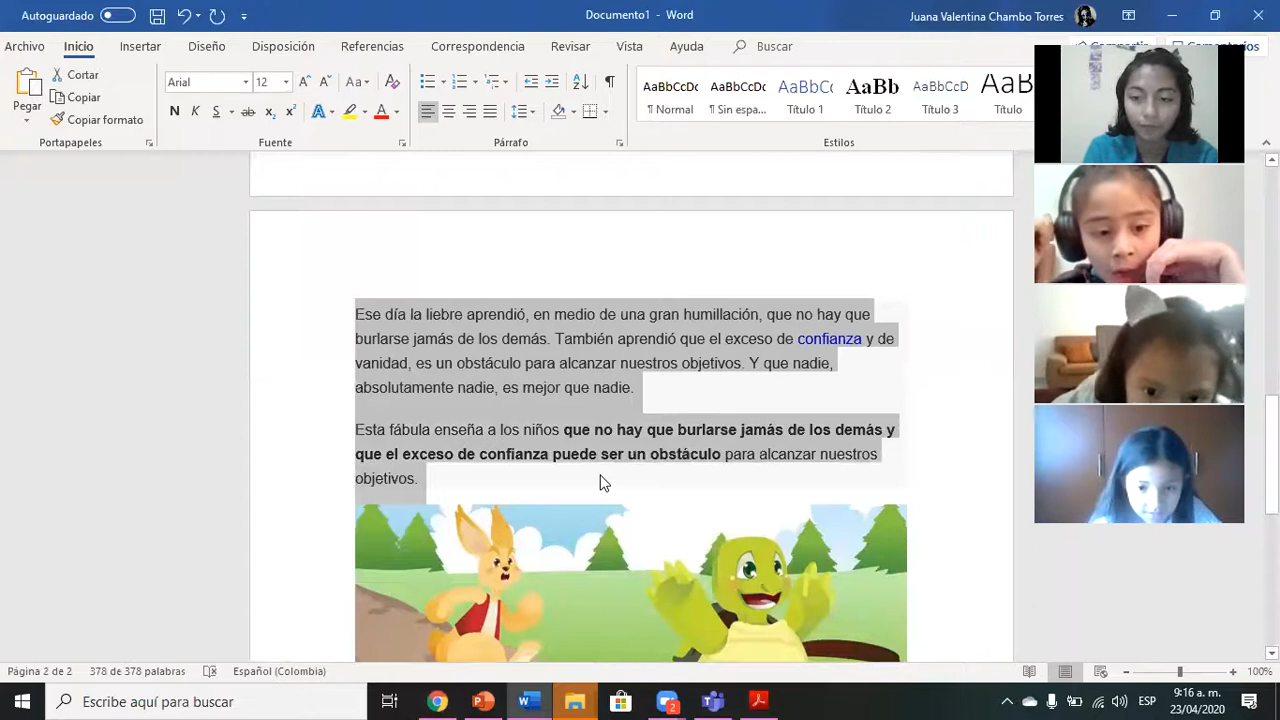 Autoguardado
Documento1 - Word
Juana Valentina Chambo Torres
Archivo Inicio Insertar Diseño Disposición Referencias Correspondencia Revisar Vista Ayuda Buscar
Compartir Comentarios
Pegar
Cortar
Copiar
Copiar formato
Portapapeles
Arial 12
Fuente
Párrafo
AaBbCcDc AaBbCcDc AaBbCc AaBb AaBbCcD AaB
¶ Normal ¶ Sin espa... Título 1 Título 2 Título 3 Título
Estilos
Ese día la liebre aprendió, en medio de una gran humillación, que no hay que
burlarse jamás de los demás. También aprendió que el exceso de confianza y de
vanidad, es un obstáculo para alcanzar nuestros objetivos. Y que nadie,
absolutamente nadie, es mejor que nadie.
Esta fábula enseña a los niños que no hay que burlarse jamás de los demás y
que el exceso de confianza puede ser un obstáculo para alcanzar nuestros
objetivos.
Página 2 de 2 378 de 378 palabras Español (Colombia)
100%
Escribe aquí para buscar
ESP
9:16 a. m.
23/04/2020